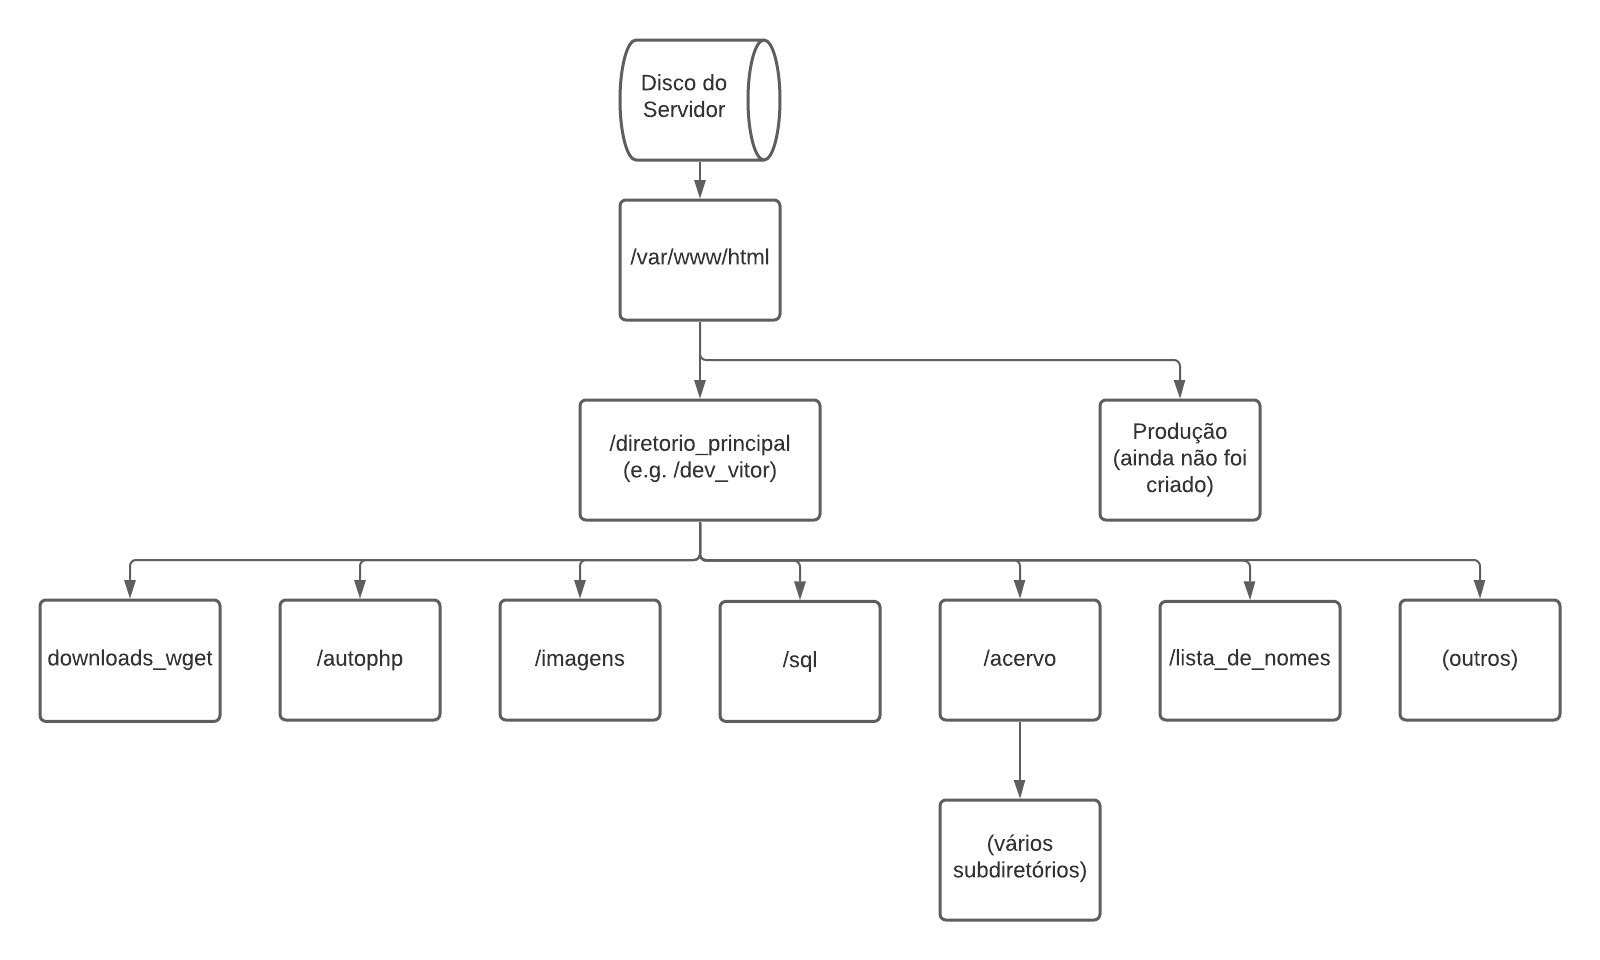 Disco do
Servidor
/var/www/html
/diretorio_principal
(e.g. /dev_vitor)
Produção
(ainda não foi
criado)
downloads_wget
/autophp
/imagens
/sql
/acervo
/lista_de_nomes
(outros)
(vários
subdiretórios)